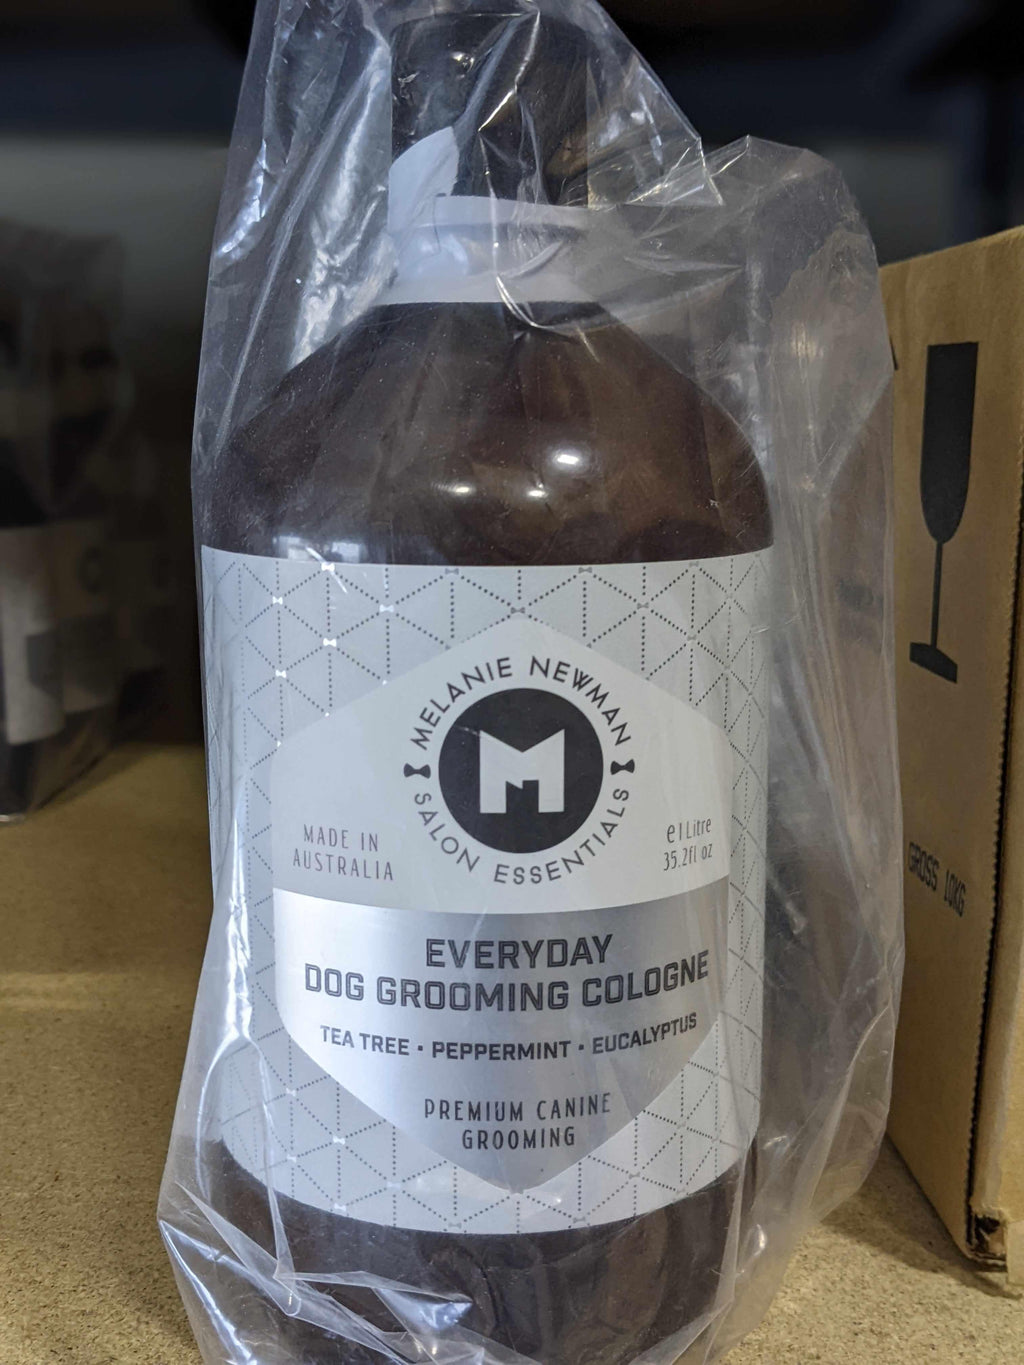 MELANIE NEWMAN
M
SALON ESSENTIALS
MADE IN
AUSTRALIA
e 1 Litre
35.2fl oz
EVERYDAY
DOG GROOMING COLOGNE
TEA TREE • PEPPERMINT • EUCALYPTUS
PREMIUM CANINE
GROOMING
GROSS 10KG